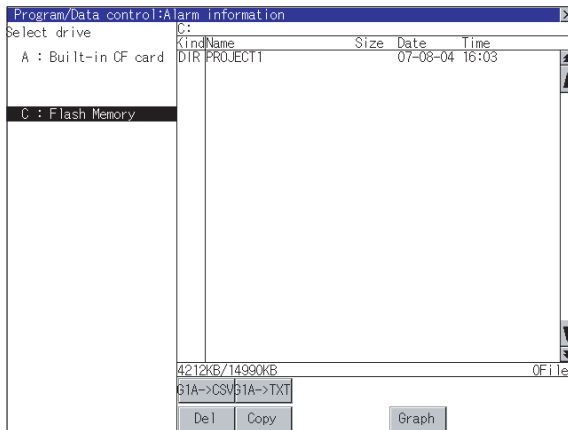 Program/Data control:Alarm information
Select drive
A : Built-in CF card
C : Flash Memory
C:
Kind Name Size Date Time
DIR PROJECT1 07-08-04 16:03
4212KB/14990KB 0File
G1A->CSV G1A->TXT
Del Copy Graph